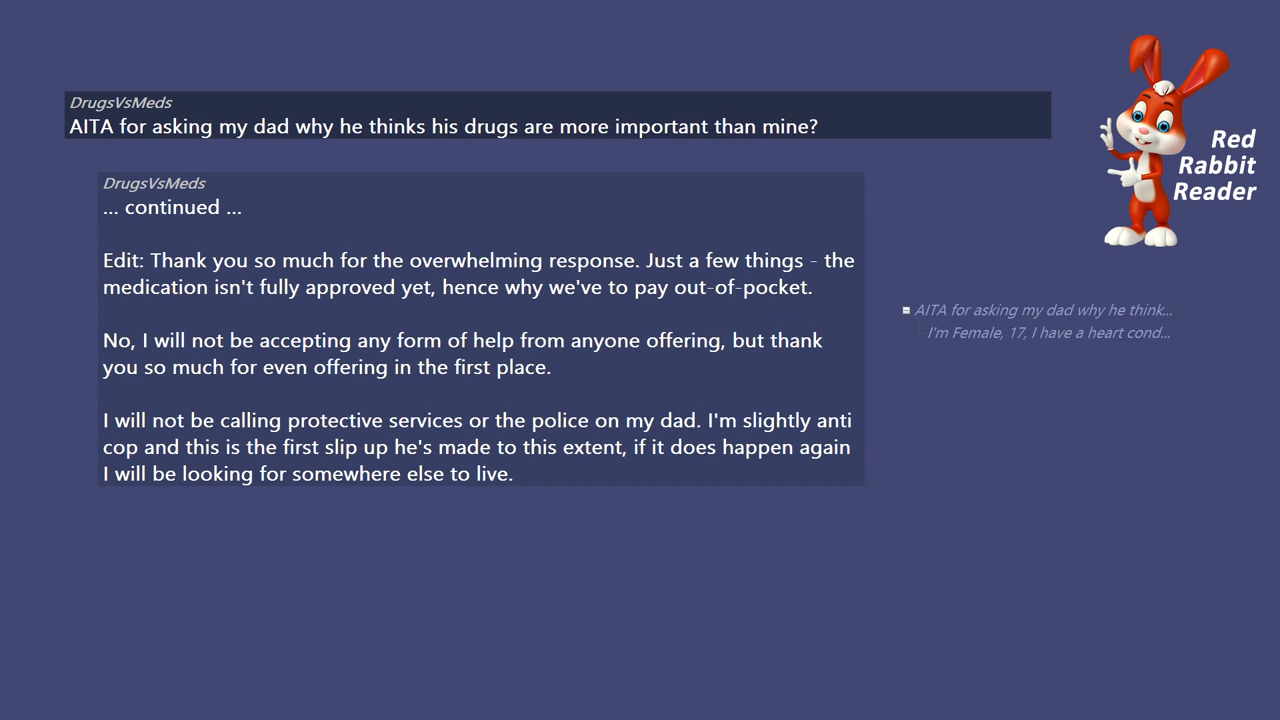 DrugsVsMeds
AITA for asking my dad why he thinks his drugs are more important than mine?
Red
Rabbit
Reader
DrugsVsMeds
... continued ...
Edit: Thank you so much for the overwhelming response. Just a few things - the
medication isn't fully approved yet, hence why we've to pay out-of-pocket.
No, I will not be accepting any form of help from anyone offering, but thank
you so much for even offering in the first place.
I will not be calling protective services or the police on my dad. I'm slightly anti
cop and this is the first slip up he's made to this extent, if it does happen again
I will be looking for somewhere else to live.
AITA for asking my dad why he think...
I'm Female, 17, I have a heart cond...